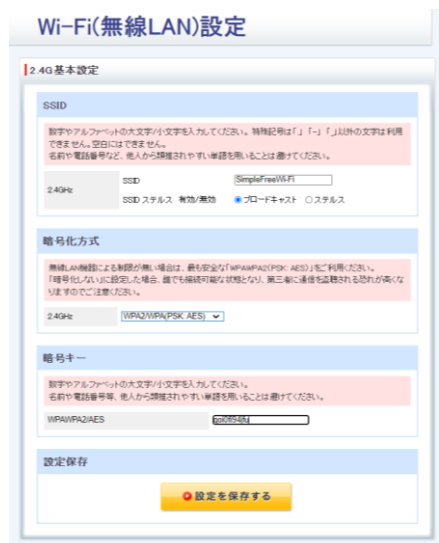 Wi-Fi(無線LAN)設定
2.4G基本設定
SSID
数字やアルファベットの大文字/小文字を入力してください。特殊記号は「.」「-」「_」以外の文字は利用
できません。空白にはできません。
名前や電話番号など、他人から類推されやすい単語を用いることは避けてください。
2.4GHz
SSID
SimpleFreeWi-Fi
SSID ステルス 有効/無効
ブロードキャスト
ステルス
暗号化方式
無線LAN機器による制限が無い場合は、最も安全な「WPA/WPA2(PSK: AES)」をご利用ください。
「暗号化しない」に設定した場合、誰でも接続可能な状態となり、第三者に通信を盗聴される恐れが高くな
りますのでご注意ください。
2.4GHz
WPA2/WPA(PSK: AES)
暗号キー
数字やアルファベットの大文字/小文字を入力してください。
名前や電話番号等、他人から類推されやすい単語を用いることは避けてください。
WPA/WPA2/AES
設定保存
設定を保存する